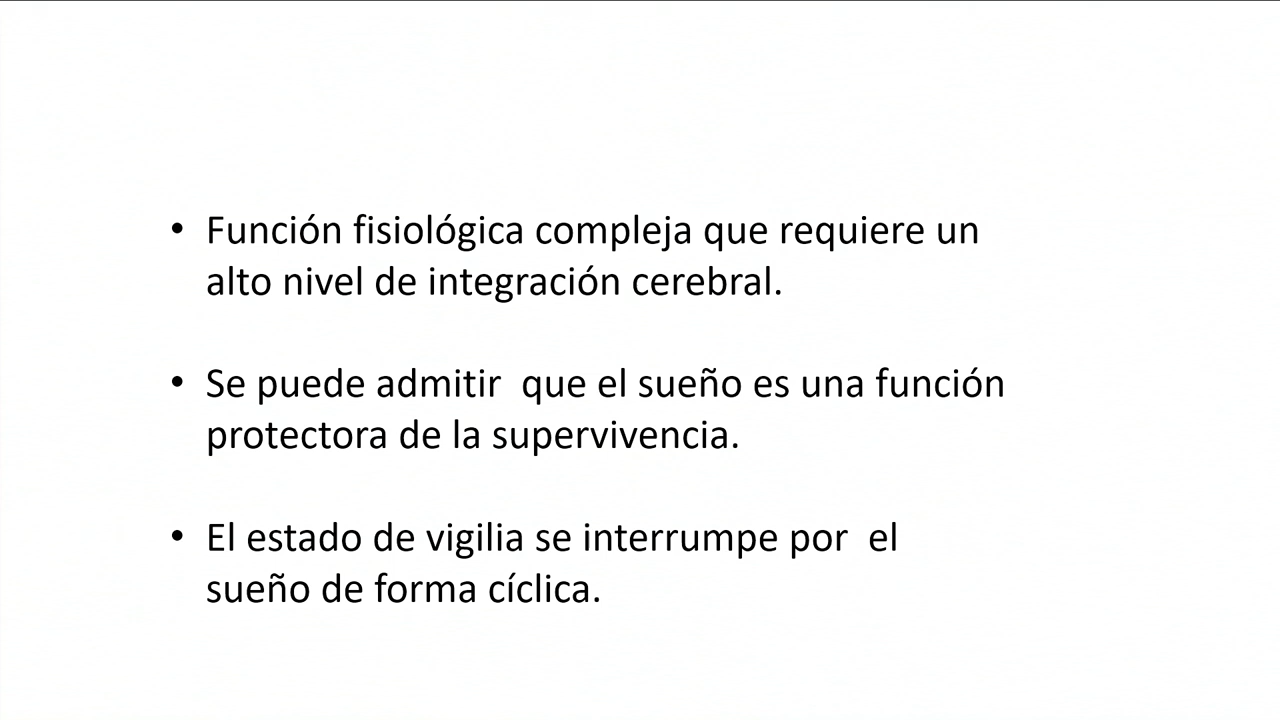 • Función fisiológica compleja que requiere un
alto nivel de integración cerebral.
• Se puede admitir  que el sueño es una función
protectora de la supervivencia.
• El estado de vigilia se interrumpe por  el
sueño de forma cíclica.